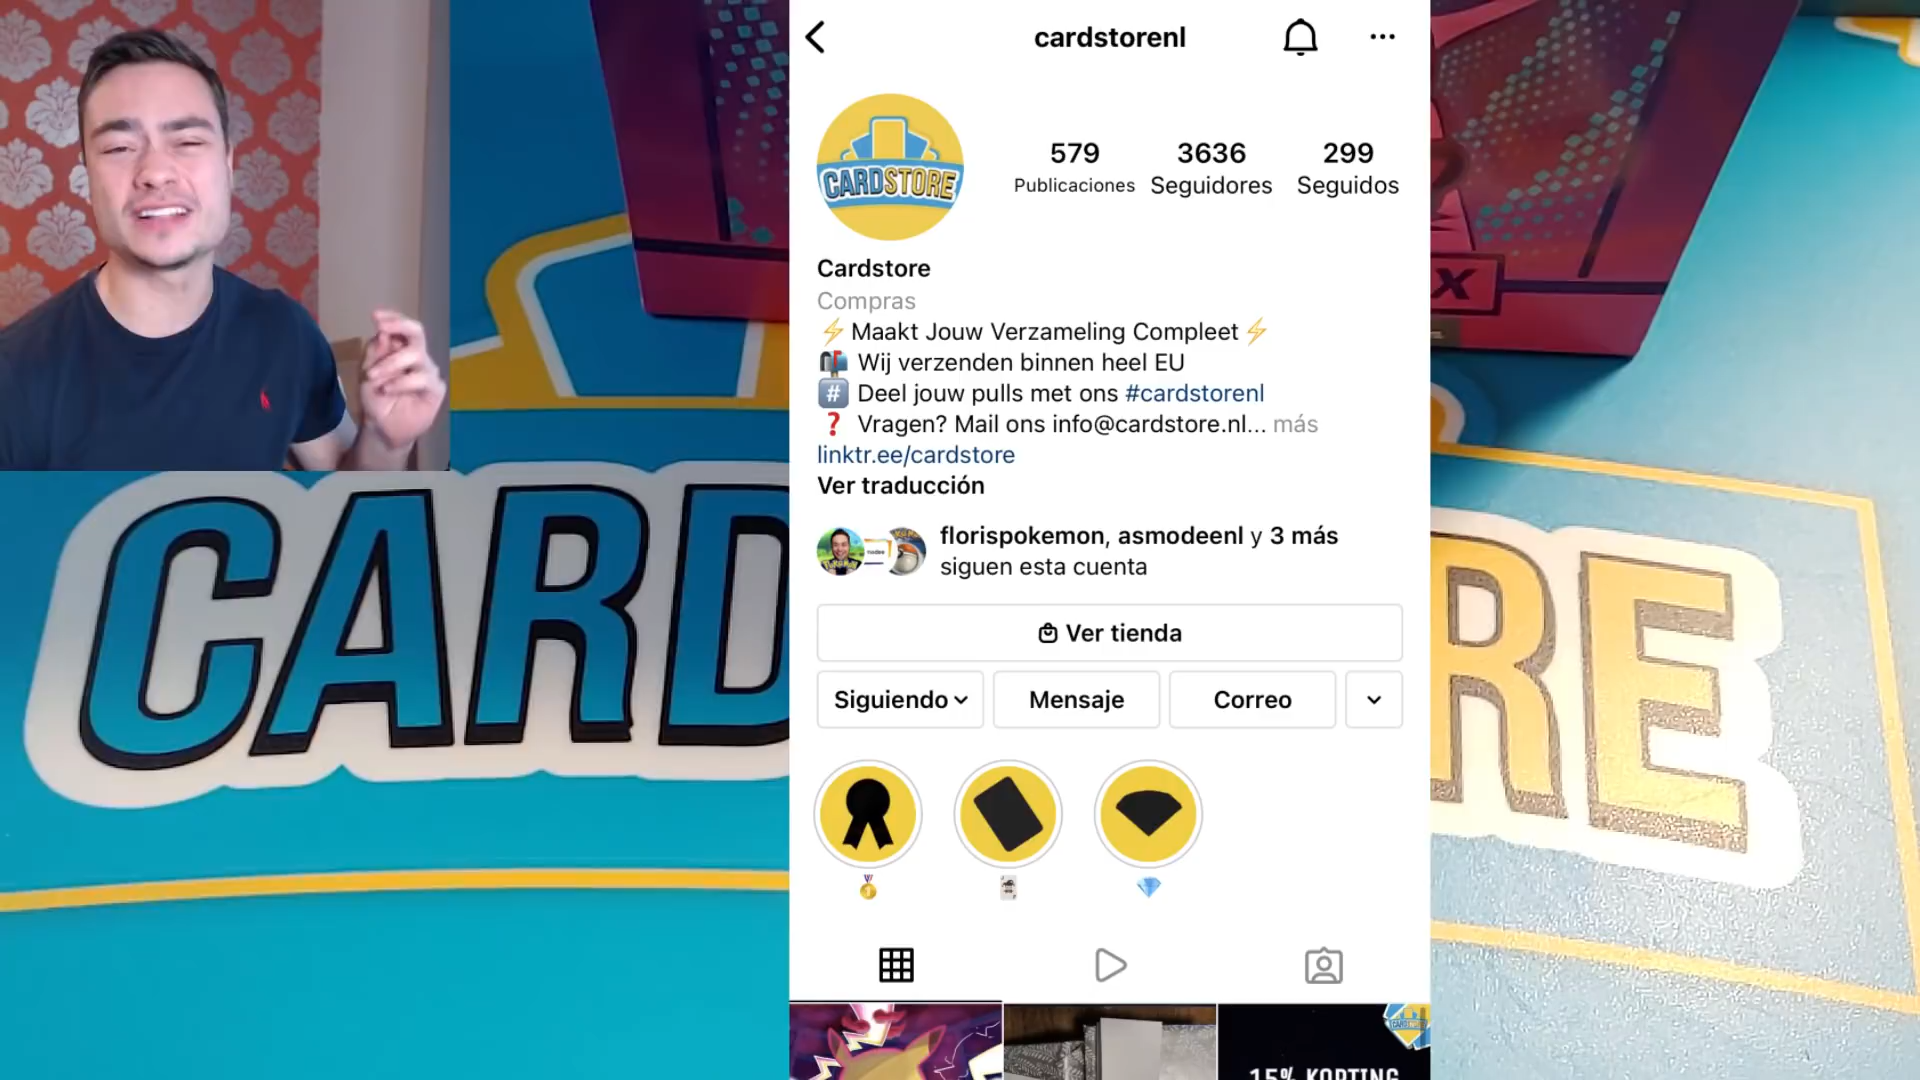 cardstorenl
CARDSTORE
579
3636
299
Publicaciones
Seguidores
Seguidos
Cardstore
Compras
⚡ Maakt Jouw Verzameling Compleet ⚡
📬 Wij verzenden binnen heel EU
#️⃣ Deel jouw pulls met ons #cardstorenl
❓ Vragen? Mail ons info@cardstore.nl... más
linktr.ee/cardstore
Ver traducción
florispokemon, asmodeenl y 3 más
siguen esta cuenta
Ver tienda
Siguiendo
Mensaje
Correo
15% KORTING
CARD
RE
X